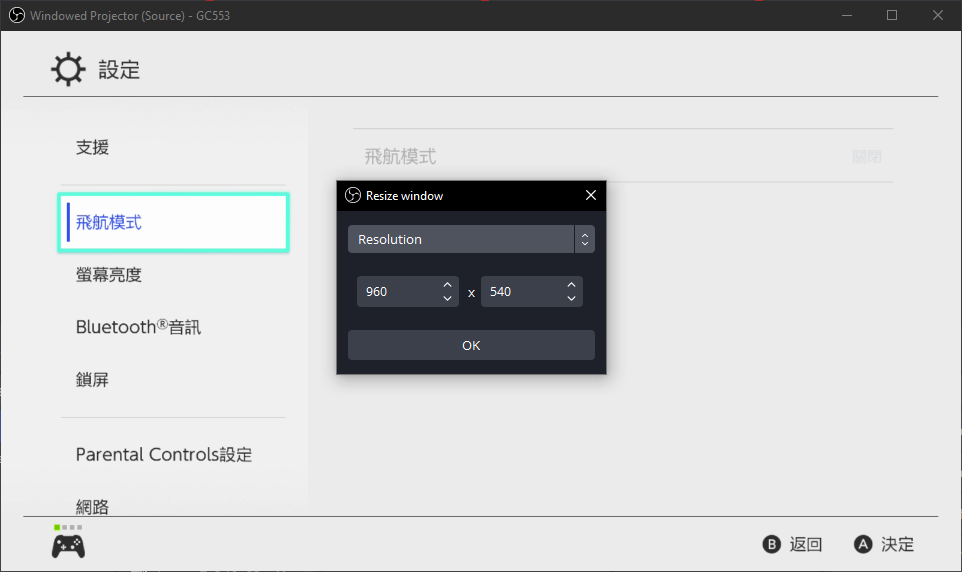 Windowed Projector (Source) - GC553
設定
支援
飛航模式
螢幕亮度
Bluetooth®音訊
鎖屏
Parental Controls設定
網路
飛航模式
關閉
Resize window
Resolution
960 x 540
OK
B 返回
A 決定